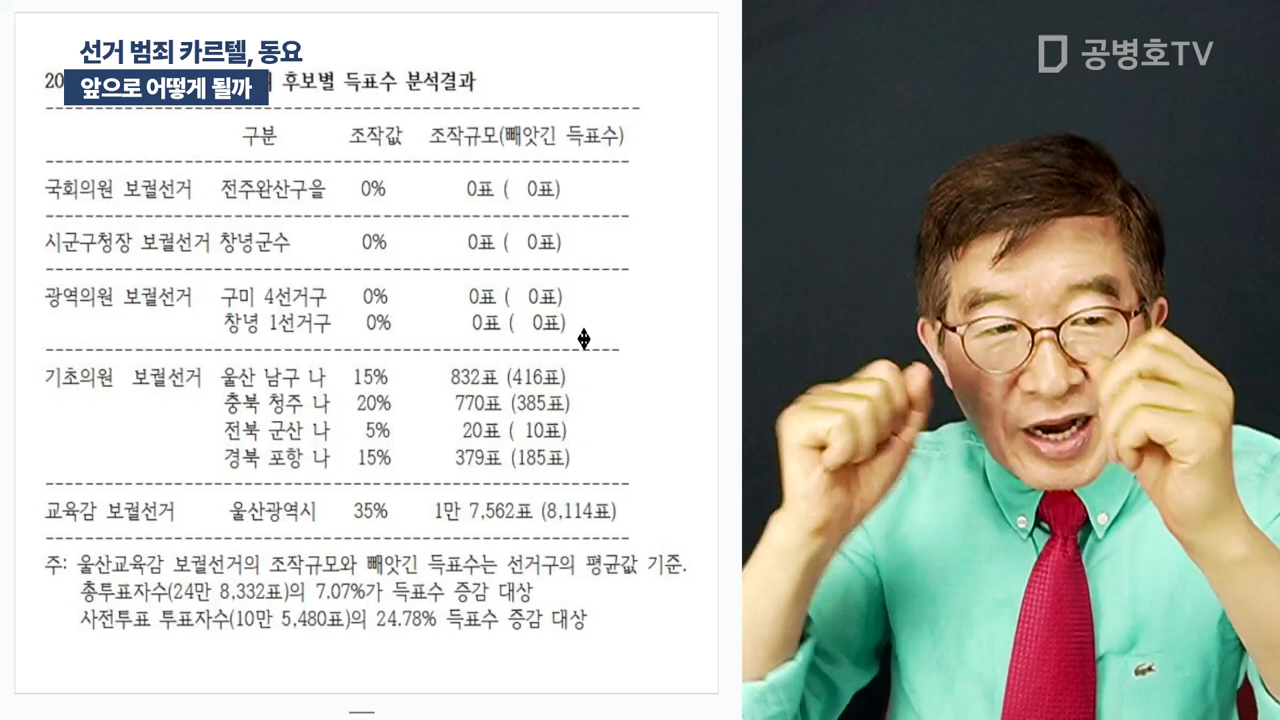 선거 범죄 카르텔, 동요
앞으로 어떻게 될까
공병호TV
20 후보별 득표수 분석결과
구분 조작값 조작규모(빼앗긴 득표수)
국회의원 보궐선거 전주완산구을 0% 0표 ( 0표)
시군구청장 보궐선거 창녕군수 0% 0표 ( 0표)
광역의원 보궐선거 구미 4선거구 0% 0표 ( 0표)
창녕 1선거구 0% 0표 ( 0표)
기초의원 보궐선거 울산 남구 나 15% 832표 (416표)
충북 청주 나 20% 770표 (385표)
전북 군산 나 5% 20표 ( 10표)
경북 포항 나 15% 379표 (185표)
교육감 보궐선거 울산광역시 35% 1만 7,562표 (8,114표)
주: 울산교육감 보궐선거의 조작규모와 빼앗긴 득표수는 선거구의 평균값 기준.
총투표자수(24만 8,332표)의 7.07%가 득표수 증감 대상
사전투표 투표자수(10만 5,480표)의 24.78% 득표수 증감 대상